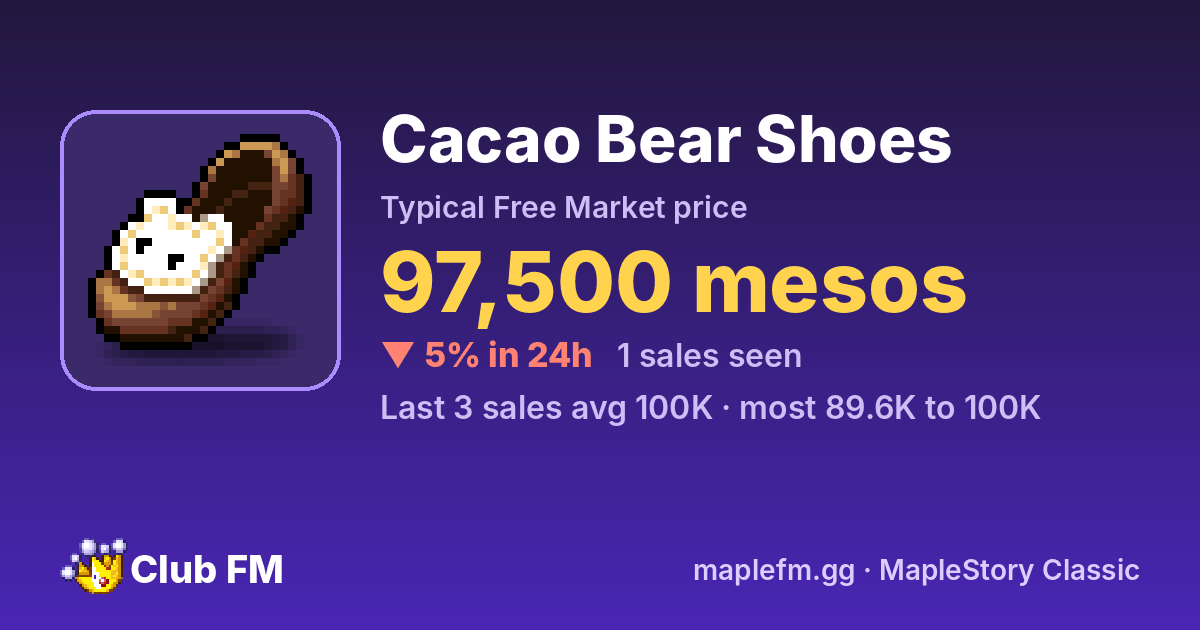 Cacao Bear Shoes
Typical Free Market price
97,500 mesos
▼ 5% in 24h 1 sales seen
Last 3 sales avg 100K · most 89.6K to 100K
Club FM
maplefm.gg · MapleStory Classic